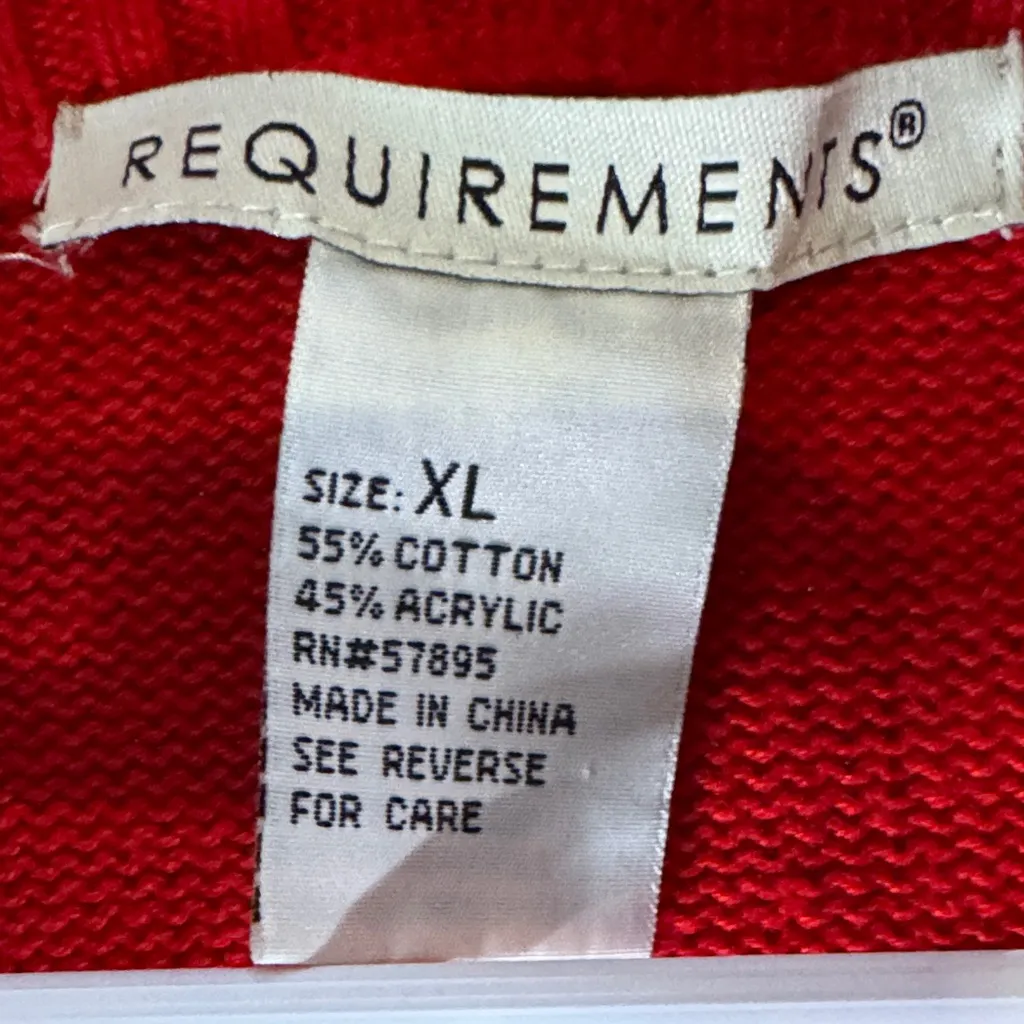 REQUIREMENTS®
SIZE: XL
55% COTTON
45% ACRYLIC
RN#57895
MADE IN CHINA
SEE REVERSE
FOR CARE